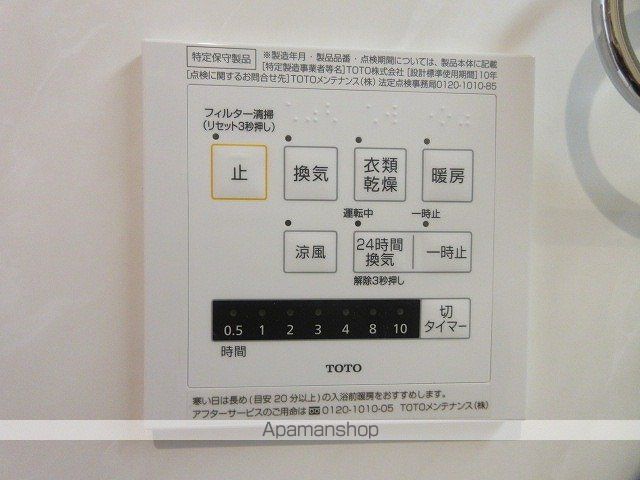 特定保守製品 ※製造年月・製品品番・点検期間については、製品本体に記載
[特定製造事業者等名]TOTO株式会社 [設計標準使用期間]10年
[点検に関するお問合せ先]TOTOメンテナンス(株) 法定点検事務局0120-1010-85
フィルター清掃
(リセット3秒押し)
止
換気
衣類
乾燥
暖房
運転中
一時止
涼風
24時間
換気
一時止
解除3秒押し
0.5 1 2 3 4 8 10
切
タイマー
時間
TOTO
寒い日は長め(目安20分以上)の入浴前暖房をおすすめします。
アフターサービスのご用命は 0120-1010-05 TOTOメンテナンス(株)
Apamanshop